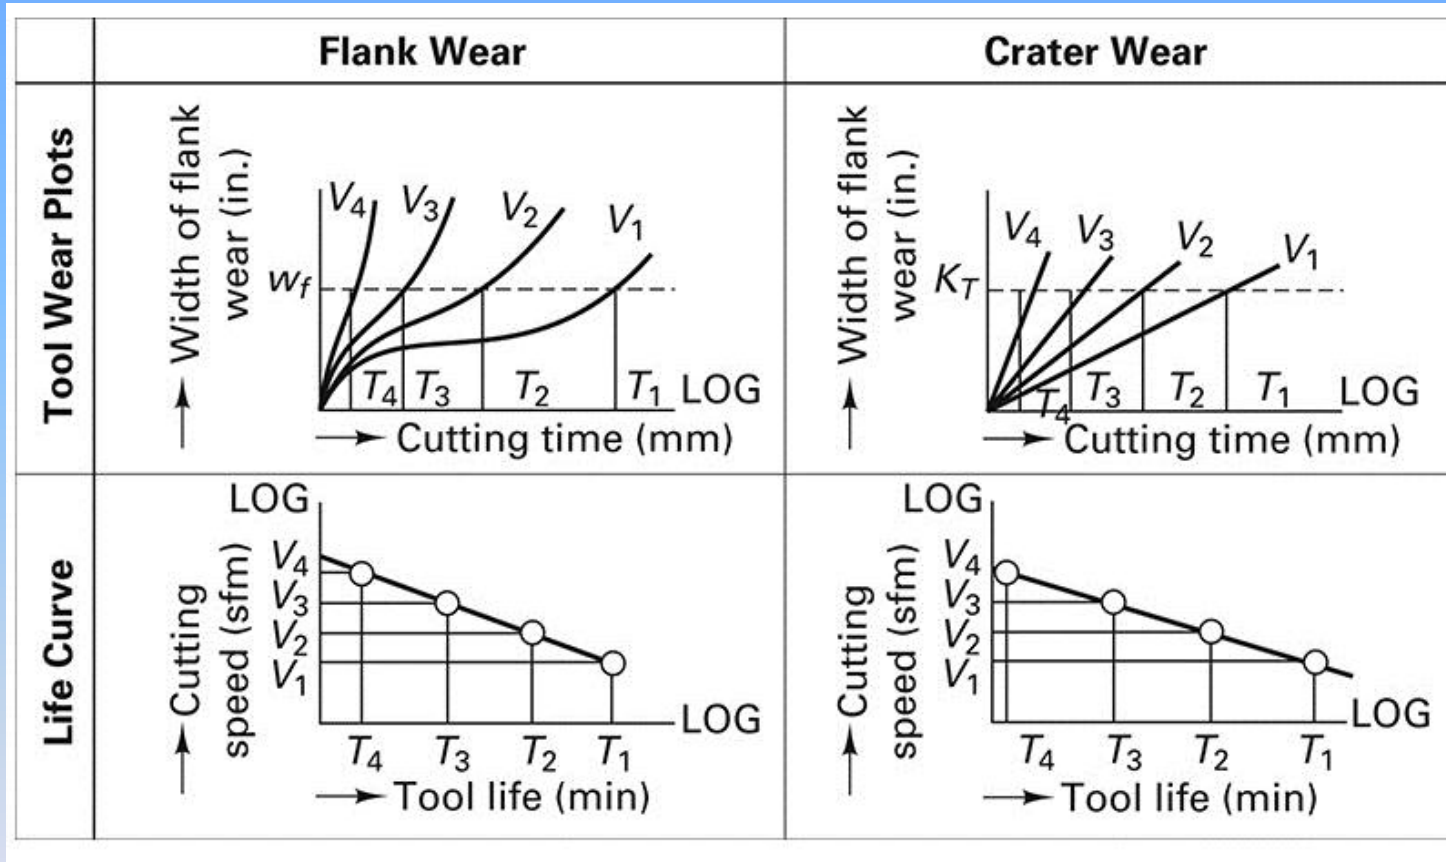 Flank Wear
Crater Wear
Tool Wear Plots
Width of flank
wear (in.)
V4
V3
V2
V1
wf
T4
T3
T2
T1
LOG
Cutting time (mm)
Width of flank
wear (in.)
V4
V3
V2
V1
KT
T4
T3
T2
T1
LOG
Cutting time (mm)
Life Curve
LOG
Cutting
speed (sfm)
V4
V3
V2
V1
LOG
T4
T3
T2
T1
Tool life (min)
LOG
Cutting
speed (sfm)
V4
V3
V2
V1
LOG
T4
T3
T2
T1
Tool life (min)